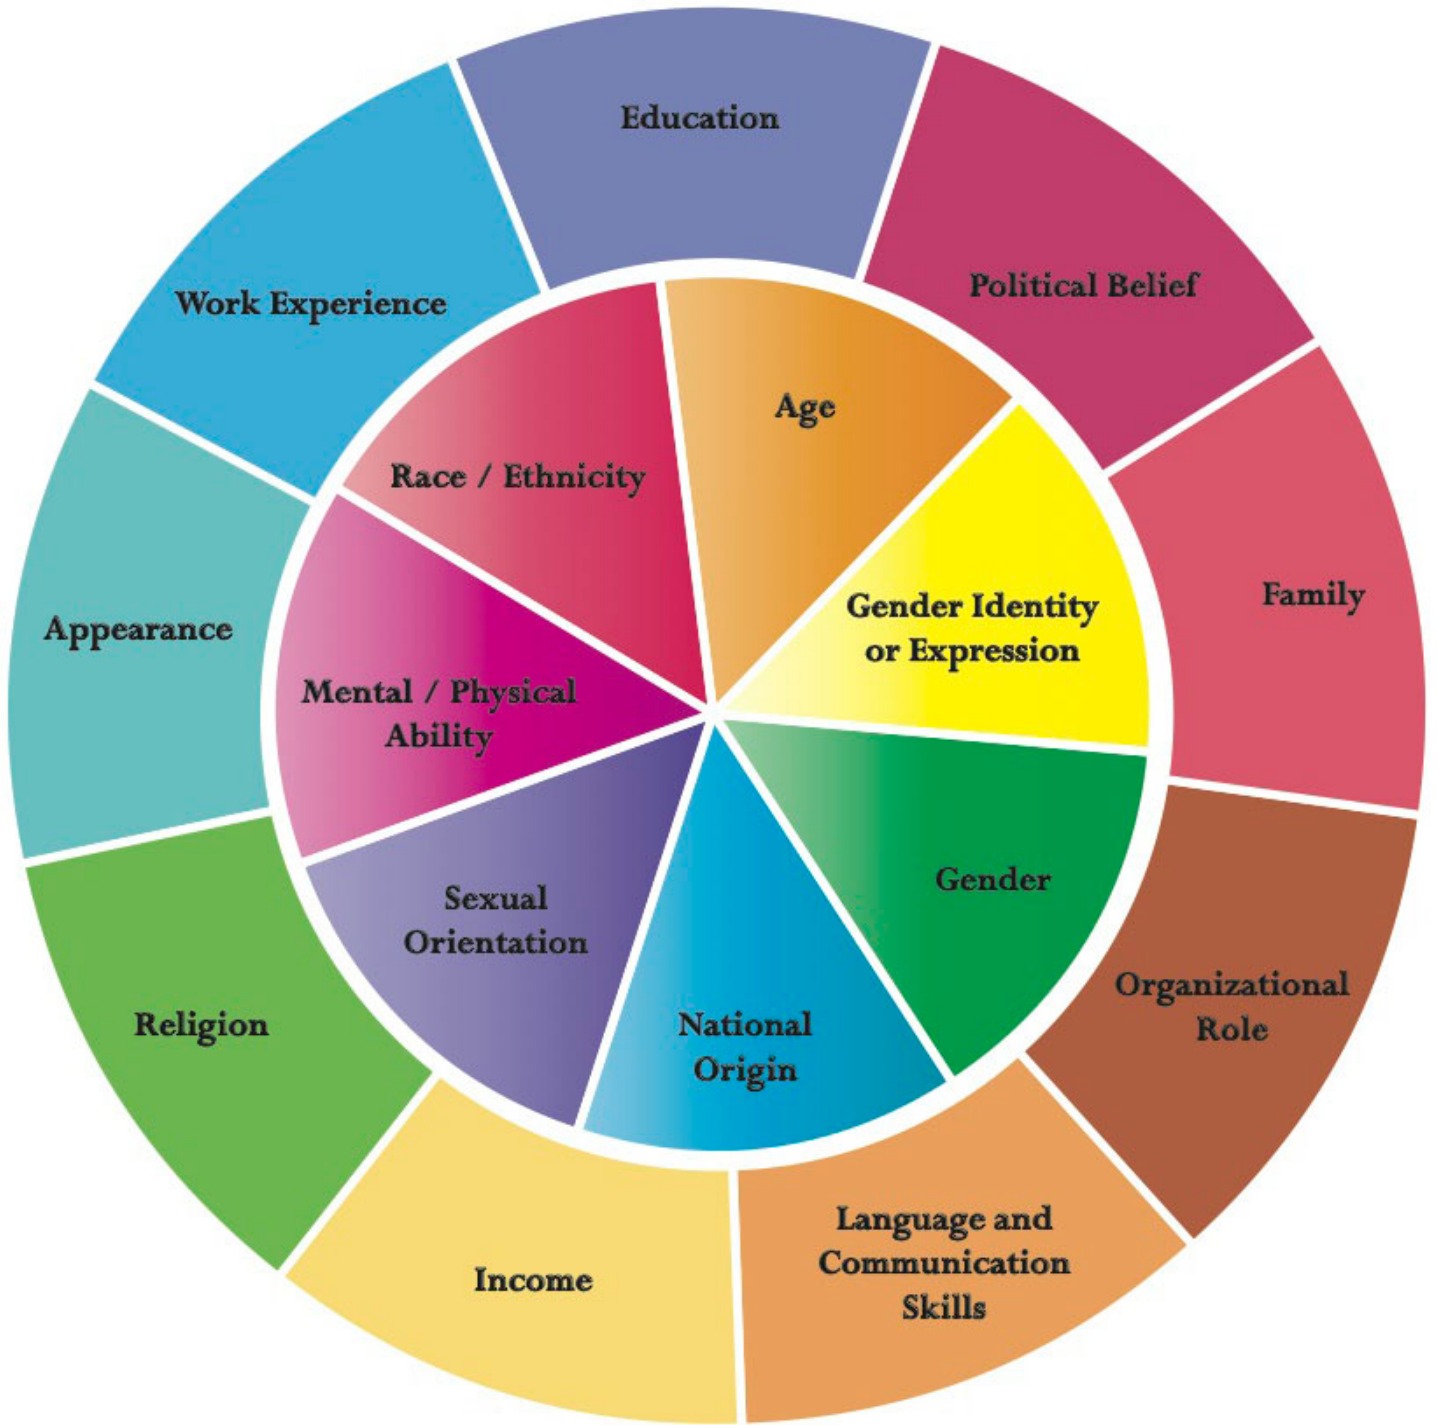 Education
Political Belief
Work Experience
Age
Race / Ethnicity
Family
Gender Identity
or Expression
Appearance
Mental / Physical
Ability
Gender
Sexual
Orientation
Organizational
Role
Religion
National
Origin
Language and
Communication
Skills
Income